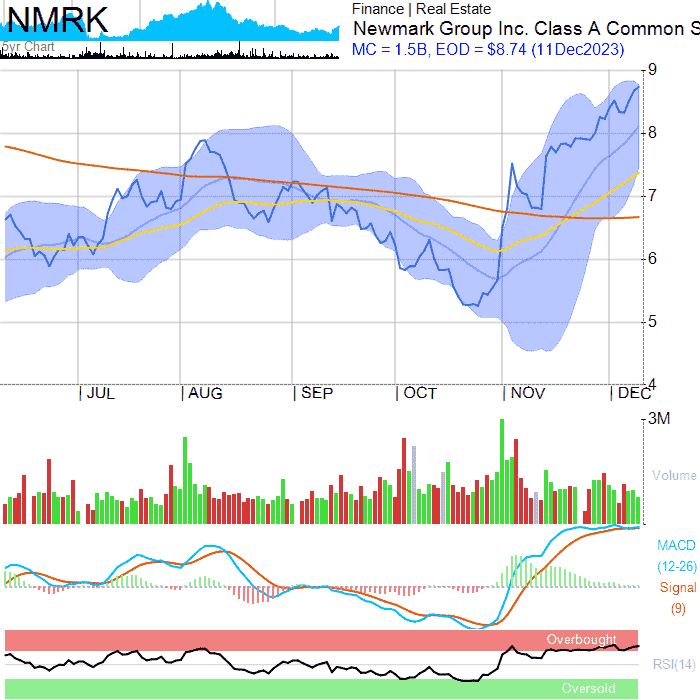 NMRK
5yr Chart
Finance | Real Estate
Newmark Group Inc. Class A Common S
MC = 1.5B, EOD = $8.74 (11Dec2023)
9
8
7
6
5
4
| JUL | AUG | SEP | OCT | NOV | DEC
3M
Volume
MACD
(12-26)
Signal
(9)
Overbought
RSI(14)
Oversold